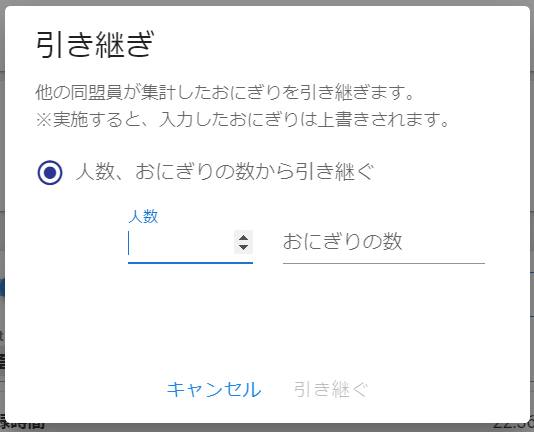 引き継ぎ
他の同盟員が集計したおにぎりを引き継ぎます。
※実施すると、入力したおにぎりは上書きされます。
人数、おにぎりの数から引き継ぐ
人数
おにぎりの数
キャンセル 引き継ぐ